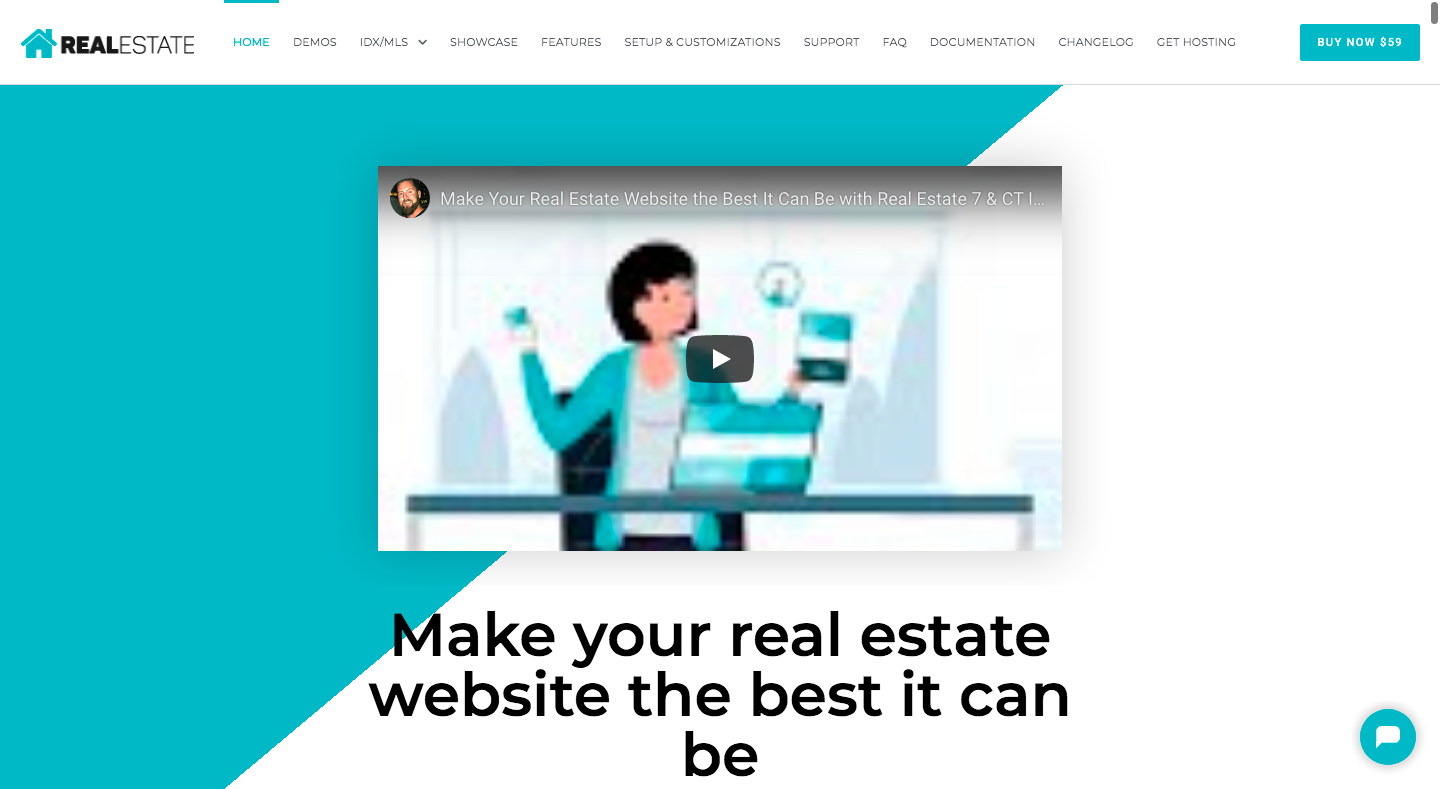 REALESTATE
HOME
DEMOS
IDX/MLS
SHOWCASE
FEATURES
SETUP & CUSTOMIZATIONS
SUPPORT
FAQ
DOCUMENTATION
CHANGELOG
GET HOSTING
BUY NOW $59
Make Your Real Estate Website the Best It Can Be with Real Estate 7 & CT I...
Make your real estate
website the best it can
be